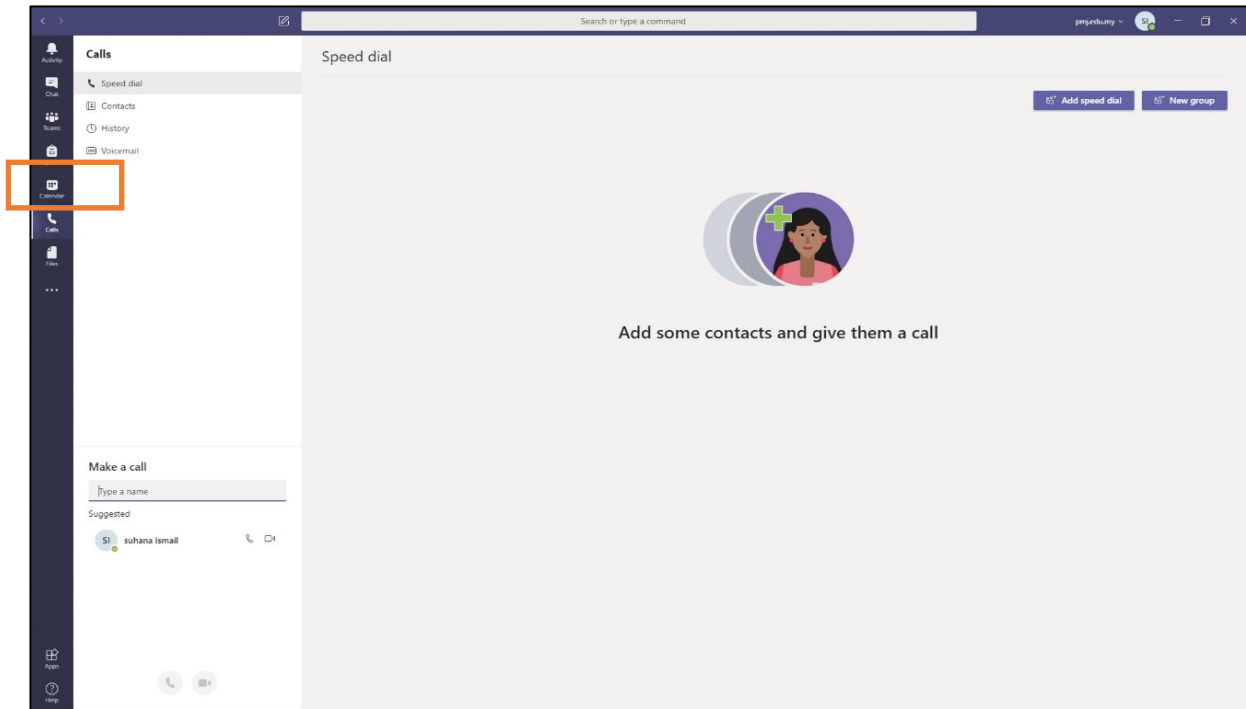 Search or type a command
pmj.edu.my
SI
Activity
Chat
Teams
Calendar
Calls
Files
Apps
Help
Calls
Speed dial
Contacts
History
Voicemail
Make a call
Type a name
Suggested
SI suhana ismail
Speed dial
Add speed dial
New group
Add some contacts and give them a call